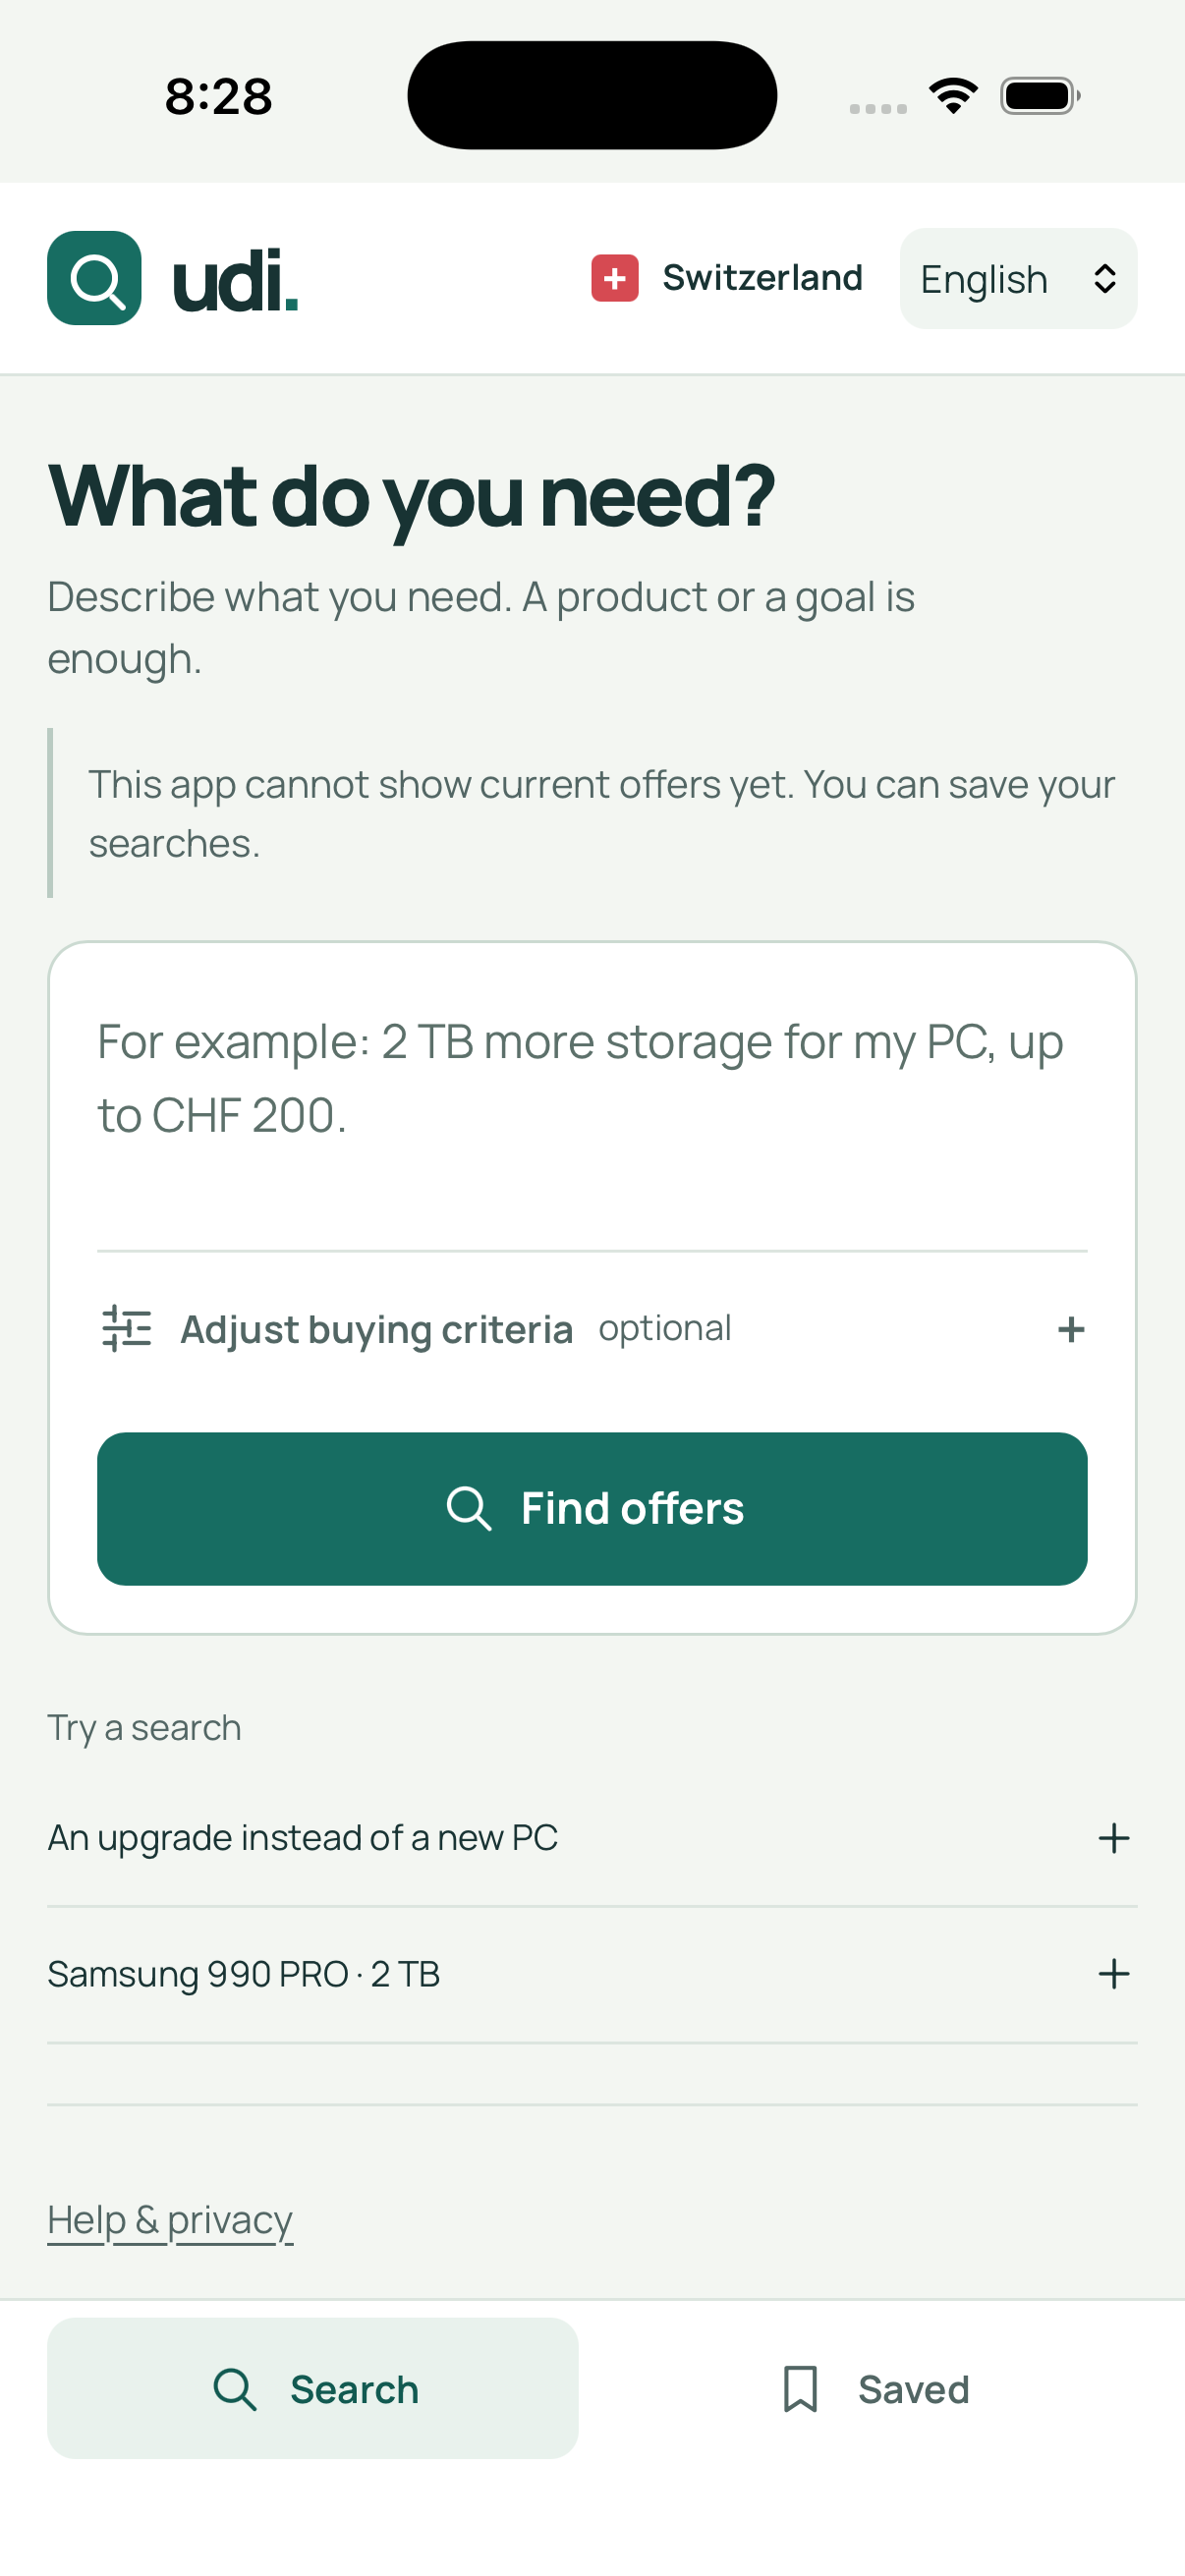 8:28
udi.
Switzerland
English
What do you need?
Describe what you need. A product or a goal is
enough.
This app cannot show current offers yet. You can save your
searches.
For example: 2 TB more storage for my PC, up
to CHF 200.
Adjust buying criteria optional
Find offers
Try a search
An upgrade instead of a new PC
Samsung 990 PRO · 2 TB
Help & privacy
Search
Saved